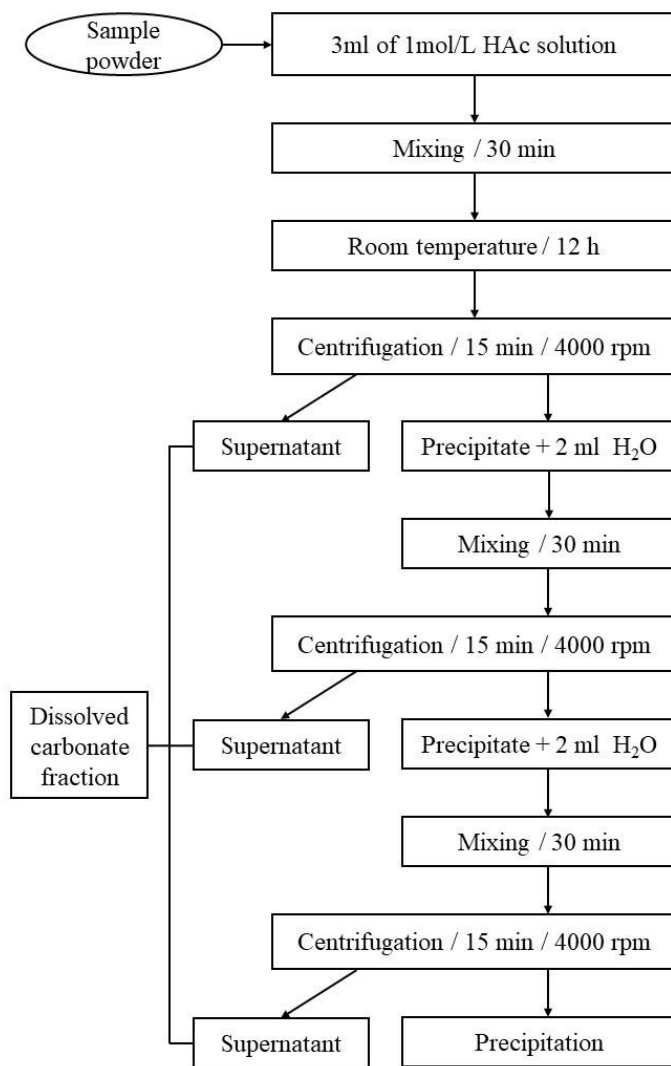 Sample
powder
3ml of 1mol/L HAc solution
Mixing / 30 min
Room temperature / 12 h
Centrifugation / 15 min / 4000 rpm
Supernatant
Precipitate + 2 ml H₂O
Mixing / 30 min
Centrifugation / 15 min / 4000 rpm
Dissolved
carbonate
fraction
Supernatant
Precipitate + 2 ml H₂O
Mixing / 30 min
Centrifugation / 15 min / 4000 rpm
Supernatant
Precipitation